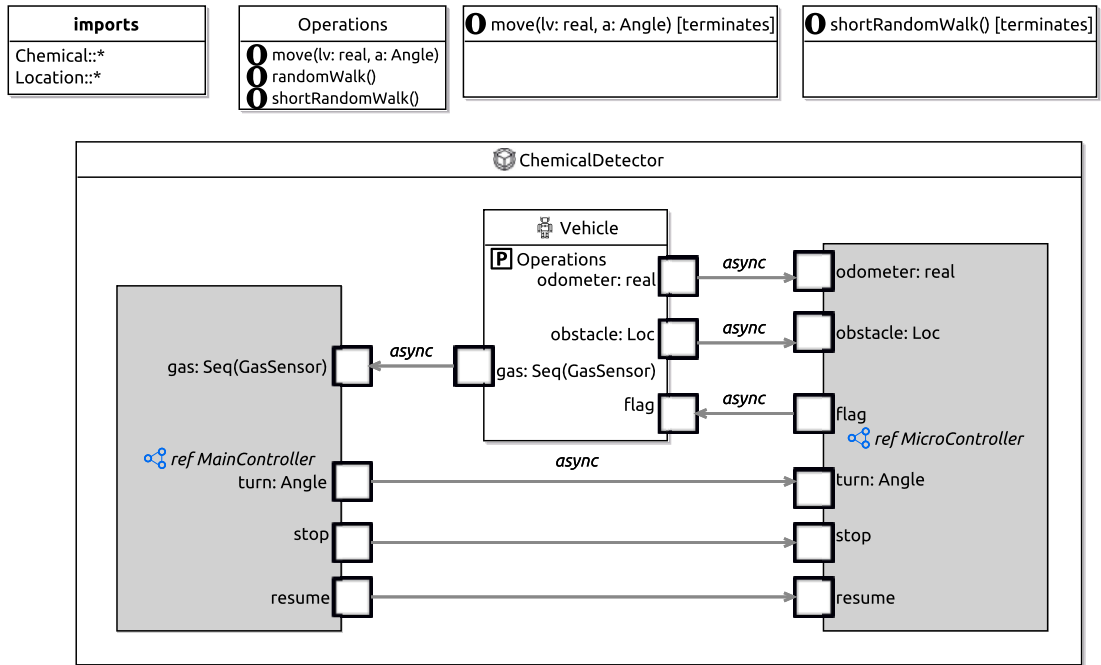 imports
Chemical::*
Location::*
Operations
O move(lv: real, a: Angle)
O randomWalk()
O shortRandomWalk()
O move(lv: real, a: Angle) [terminates]
O shortRandomWalk() [terminates]
ChemicalDetector
Vehicle
P Operations
odometer: real
async
odometer: real
obstacle: Loc
async
obstacle: Loc
gas: Seq(GasSensor)
async
gas: Seq(GasSensor)
flag
async
flag
ref MicroController
ref MainController
async
turn: Angle
turn: Angle
stop
stop
resume
resume